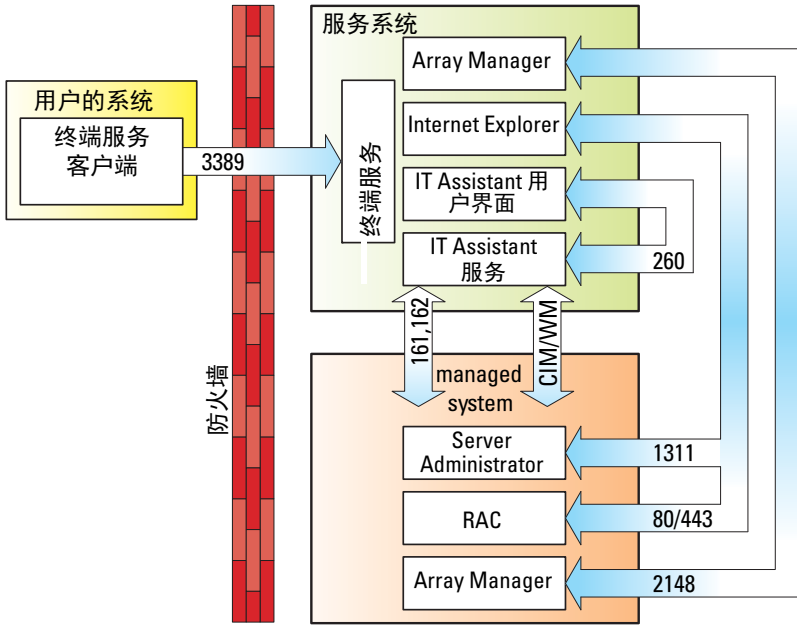 服务系统
Array Manager
用户的系统
终端服务
客户端
3389
终端服务
Internet Explorer
IT Assistant 用
户界面
IT Assistant
服务
260
161,162
CIM/WM
防火墙
managed
system
Server
Administrator
1311
RAC
80/443
Array Manager
2148